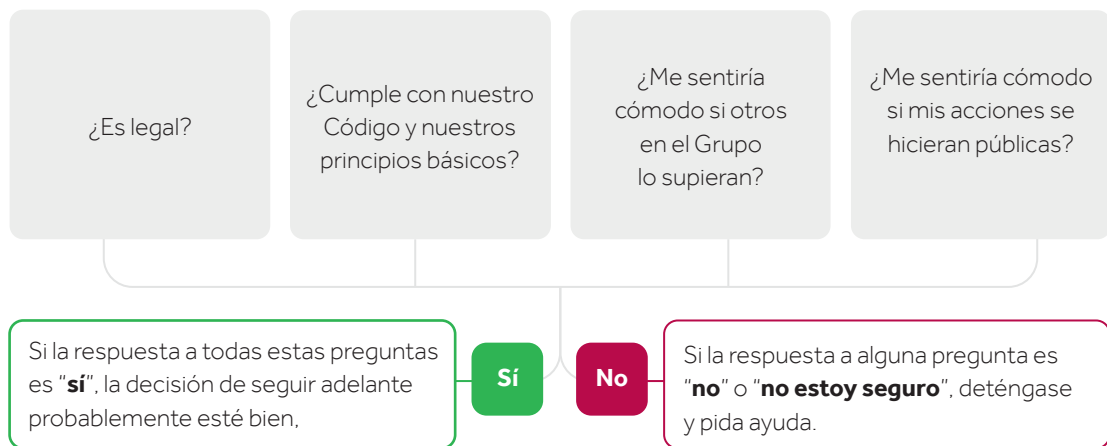 ¿Es legal?
¿Cumple con nuestro
Código y nuestros
principios básicos?
¿Me sentiría
cómodo si otros
en el Grupo
lo supieran?
¿Me sentiría cómodo
si mis acciones se
hicieran públicas?
Si la respuesta a todas estas preguntas
es “sí”, la decisión de seguir adelante
probablemente esté bien,
Sí
No
Si la respuesta a alguna pregunta es
“no” o “no estoy seguro”, deténgase
y pida ayuda.